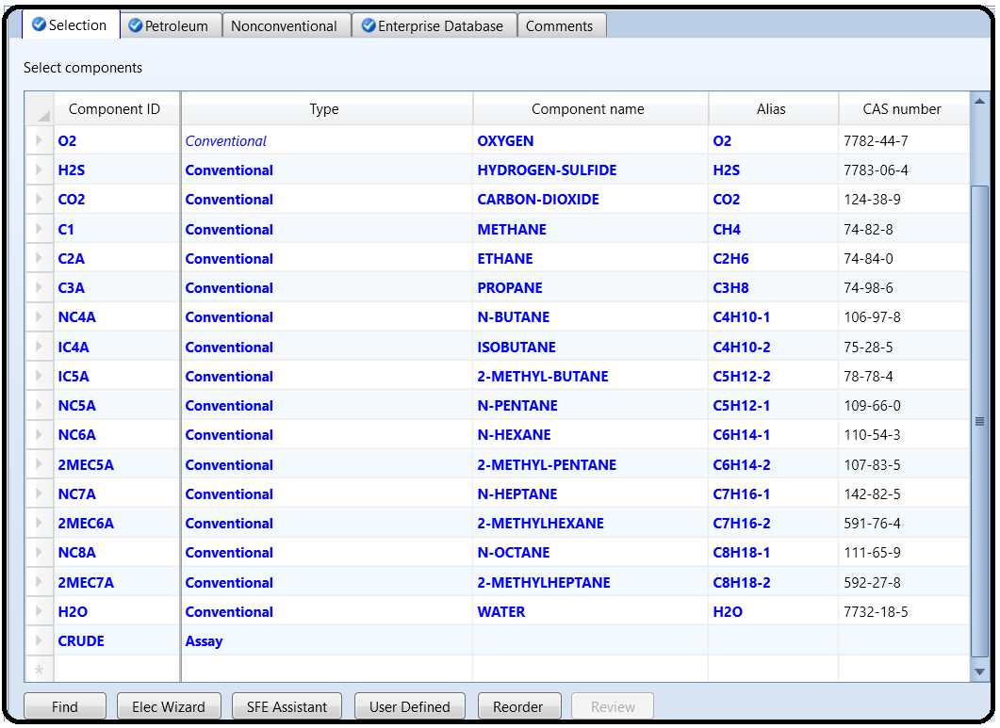 Selection Petroleum Nonconventional Enterprise Database Comments
Select components
Component ID Type Component name Alias CAS number
O2 Conventional OXYGEN O2 7782-44-7
H2S Conventional HYDROGEN-SULFIDE H2S 7783-06-4
CO2 Conventional CARBON-DIOXIDE CO2 124-38-9
C1 Conventional METHANE CH4 74-82-8
C2A Conventional ETHANE C2H6 74-84-0
C3A Conventional PROPANE C3H8 74-98-6
NC4A Conventional N-BUTANE C4H10-1 106-97-8
IC4A Conventional ISOBUTANE C4H10-2 75-28-5
IC5A Conventional 2-METHYL-BUTANE C5H12-2 78-78-4
NC5A Conventional N-PENTANE C5H12-1 109-66-0
NC6A Conventional N-HEXANE C6H14-1 110-54-3
2MEC5A Conventional 2-METHYL-PENTANE C6H14-2 107-83-5
NC7A Conventional N-HEPTANE C7H16-1 142-82-5
2MEC6A Conventional 2-METHYLHEXANE C7H16-2 591-76-4
NC8A Conventional N-OCTANE C8H18-1 111-65-9
2MEC7A Conventional 2-METHYLHEPTANE C8H18-2 592-27-8
H2O Conventional WATER H2O 7732-18-5
CRUDE Assay
*
Find Elec Wizard SFE Assistant User Defined Reorder Review